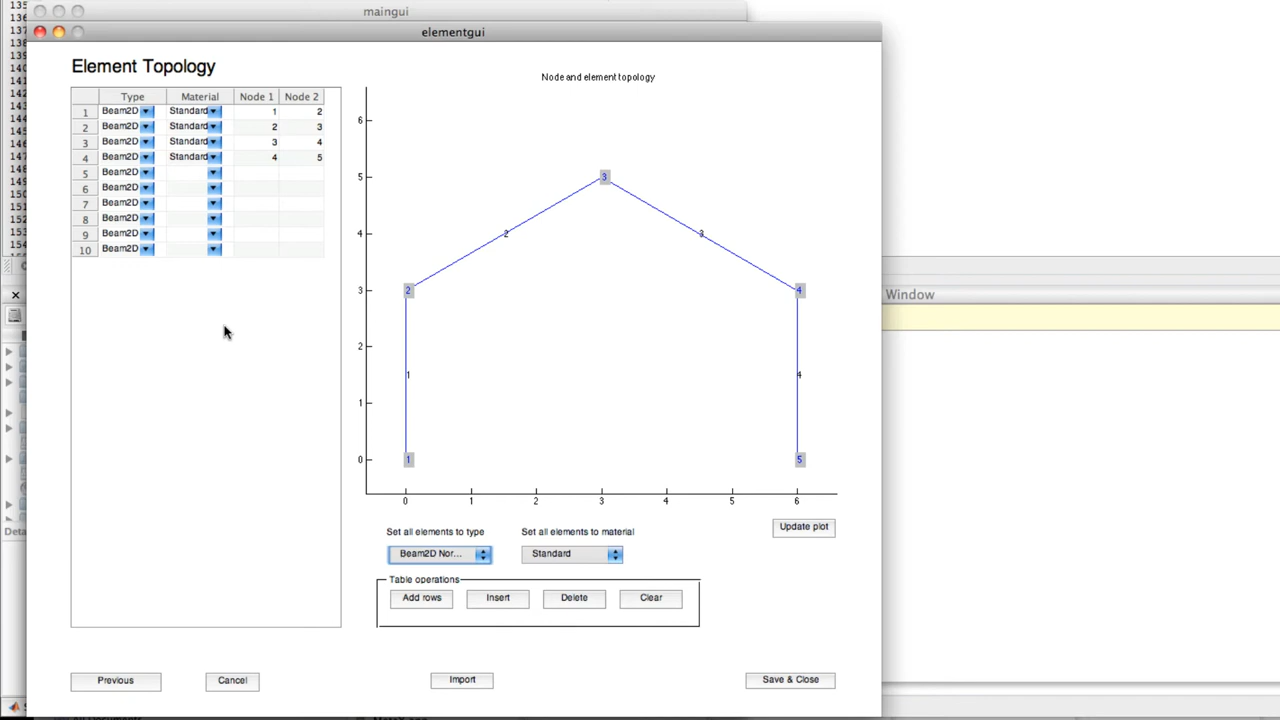 maingui
elementgui
Element Topology
Type Material Node 1 Node 2
1 Beam2D Standard 1 2
2 Beam2D Standard 2 3
3 Beam2D Standard 3 4
4 Beam2D Standard 4 5
5 Beam2D
6 Beam2D
7 Beam2D
8 Beam2D
9 Beam2D
10 Beam2D
Node and element topology
6
5
4
3
2
1
0
3
2
3
2
4
1
4
1
5
0 1 2 3 4 5 6
Update plot
Set all elements to type
Set all elements to material
Beam2D Nor...
Standard
Table operations
Add rows
Insert
Delete
Clear
Previous
Cancel
Import
Save & Close
Window